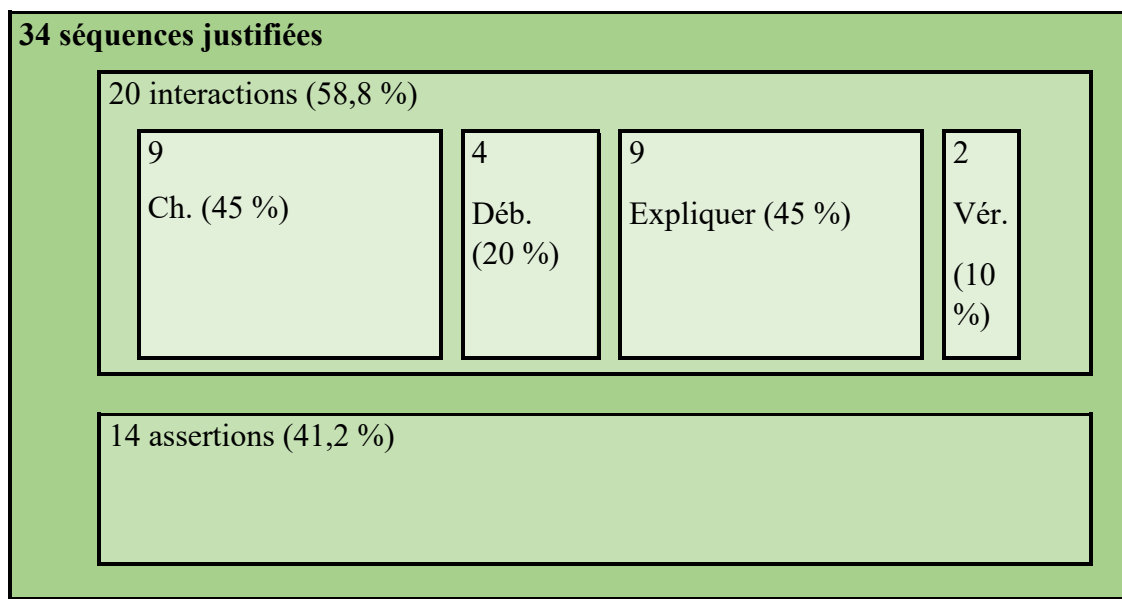 34 séquences justifiées
20 interactions (58,8 %)
9
Ch. (45 %)
4
Déb.
(20 %)
9
Expliquer (45 %)
2
Vér.
(10
%)
14 assertions (41,2 %)